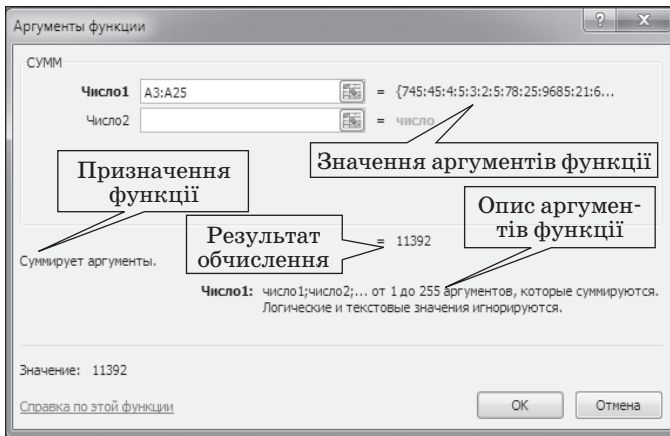 Аргументы функции
СУММ
Число1 A3:A25 = {745:45:4:5:3:2:5:78:25:9685:21:6...
Число2 = число
Значення аргументів функції
Призначення
функції
Опис аргумен-
тів функції
Результат
обчислення
= 11392
Суммирует аргументы.
Число1: число1;число2;... от 1 до 255 аргументов, которые суммируются.
Логические и текстовые значения игнорируются.
Значение: 11392
Справка по этой функции
ОК
Отмена